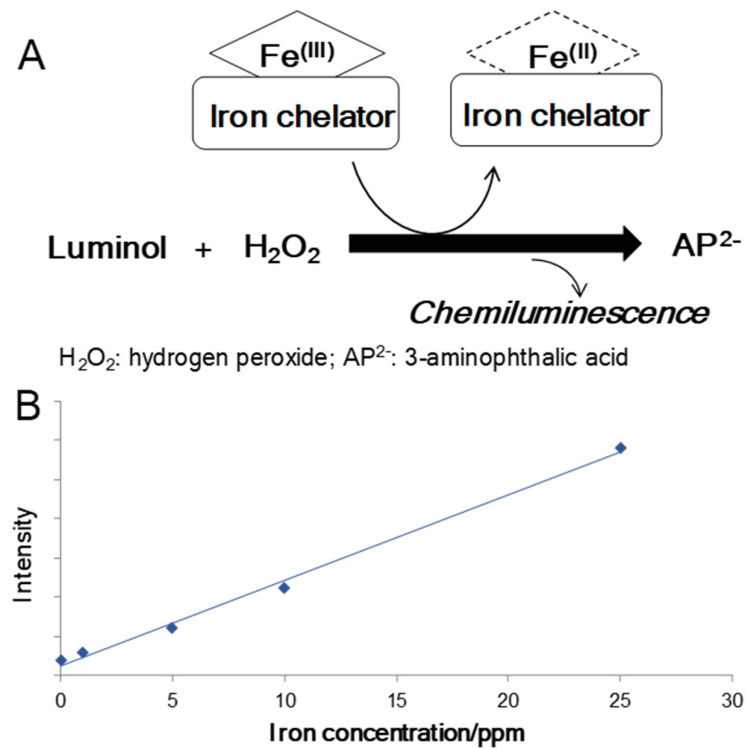 A
Fe(III)
Fe(II)
Iron chelator
Iron chelator
Luminol + H2O2
AP2-
Chemiluminescence
H2O2: hydrogen peroxide; AP2-: 3-aminophthalic acid
B
Intensity
0 5 10 15 20 25 30
Iron concentration/ppm